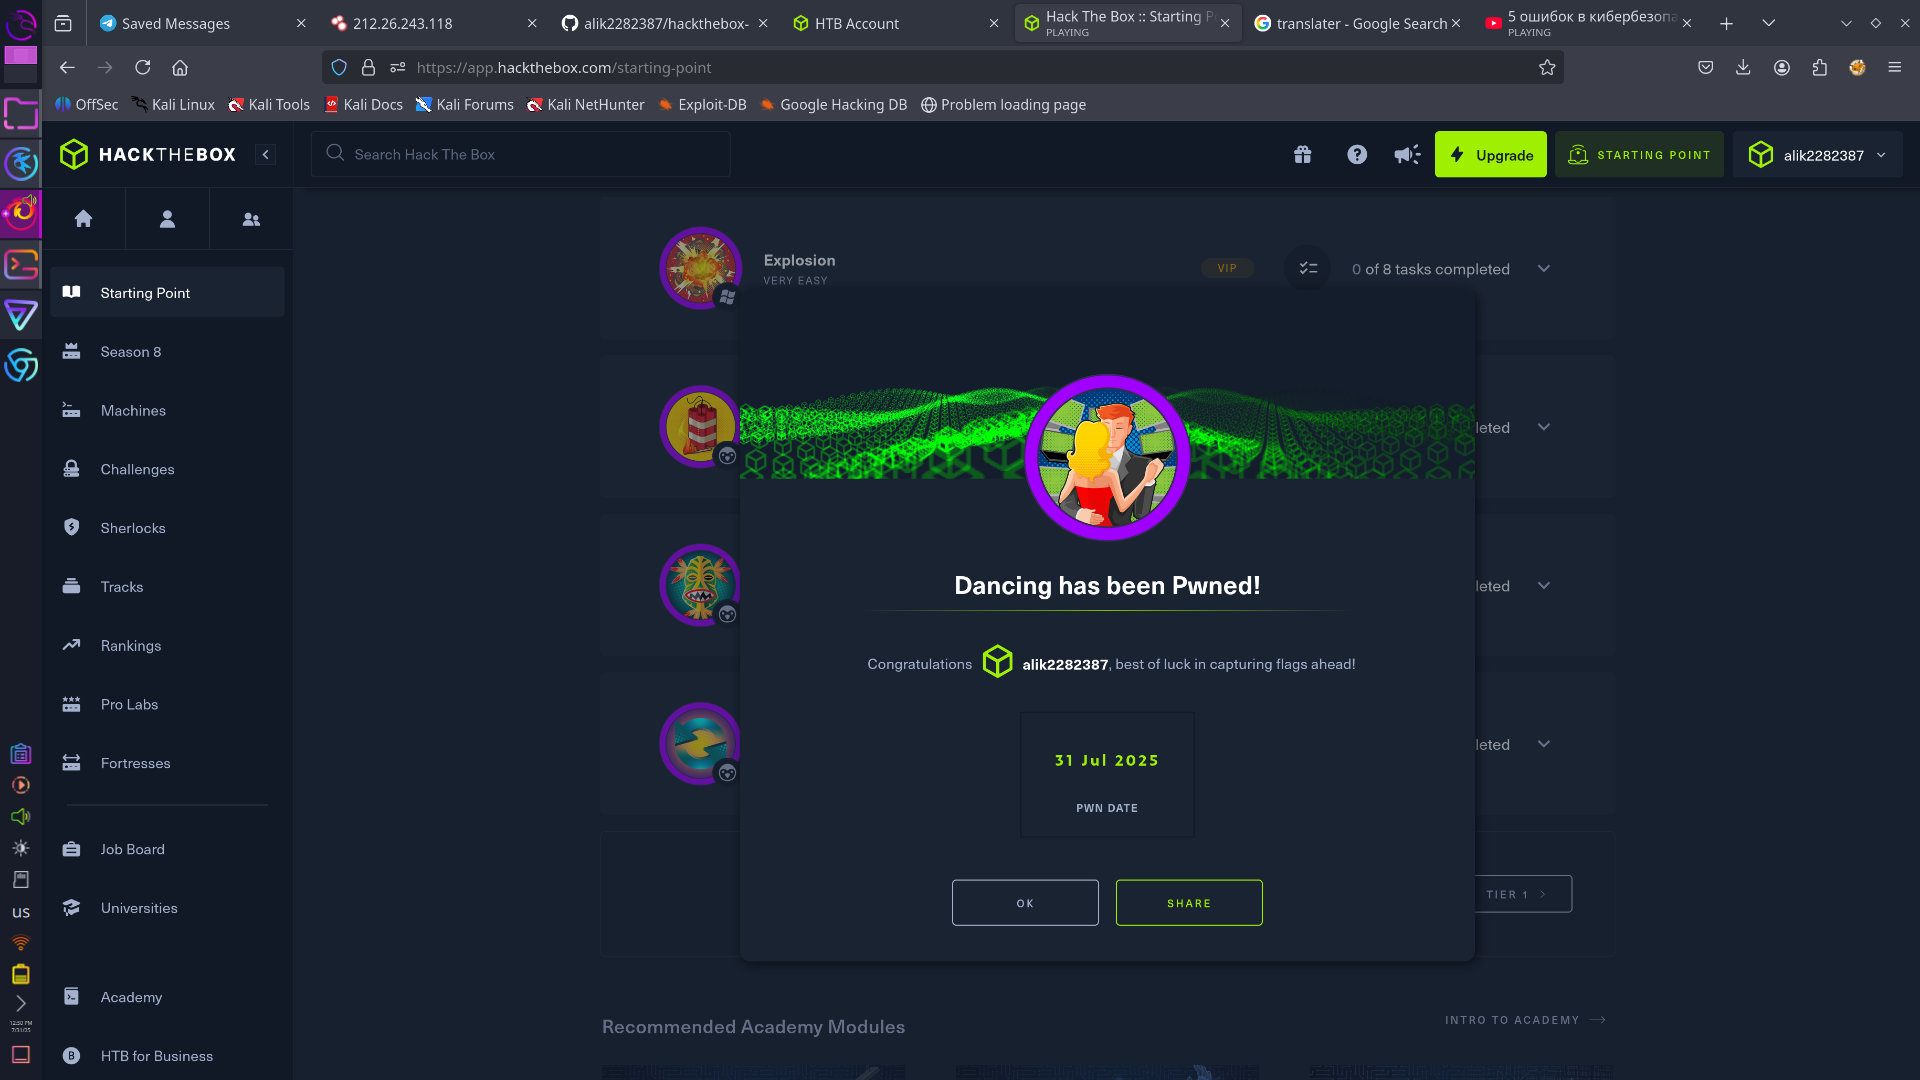 Saved Messages
212.26.243.118
alik2282387/hackthebox-
HTB Account
Hack The Box :: Starting P
PLAYING
translater - Google Search
5 ошибок в кибербезопа
PLAYING
https://app.hackthebox.com/starting-point
OffSec
Kali Linux
Kali Tools
Kali Docs
Kali Forums
Kali NetHunter
Exploit-DB
Google Hacking DB
Problem loading page
HACKTHEBOX
Search Hack The Box
Upgrade
STARTING POINT
alik2282387
Starting Point
Season 8
Machines
Challenges
Sherlocks
Tracks
Rankings
Pro Labs
Fortresses
Job Board
Universities
Academy
HTB for Business
Explosion
VERY EASY
VIP
0 of 8 tasks completed
leted
leted
leted
Dancing has been Pwned!
Congratulations alik2282387, best of luck in capturing flags ahead!
31 Jul 2025
PWN DATE
OK
SHARE
TIER 1
Recommended Academy Modules
INTRO TO ACADEMY
us
12:50 PM
7/31/25